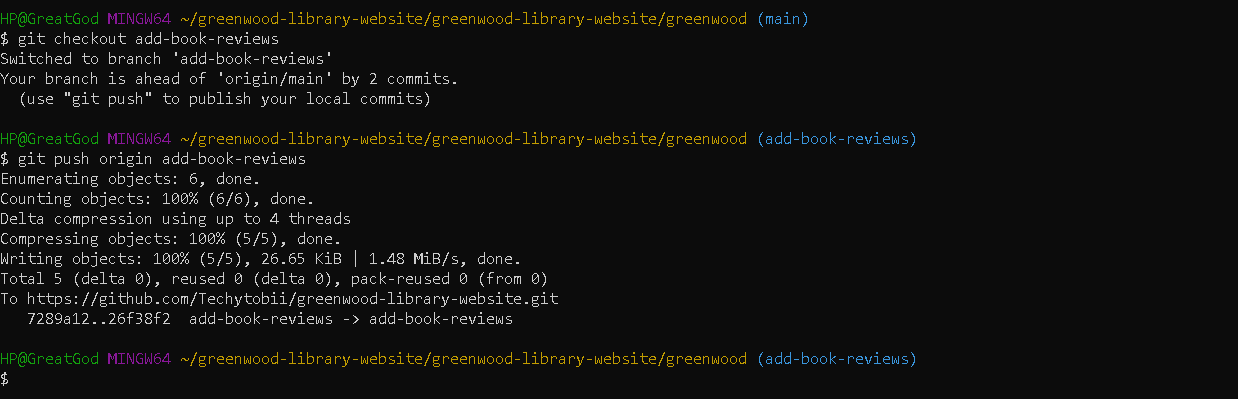 HP@GreatGod MINGW64 ~/greenwood-library-website/greenwood-library-website/greenwood (main)
$ git checkout add-book-reviews
Switched to branch 'add-book-reviews'
Your branch is ahead of 'origin/main' by 2 commits.
  (use "git push" to publish your local commits)

HP@GreatGod MINGW64 ~/greenwood-library-website/greenwood-library-website/greenwood (add-book-reviews)
$ git push origin add-book-reviews
Enumerating objects: 6, done.
Counting objects: 100% (6/6), done.
Delta compression using up to 4 threads
Compressing objects: 100% (5/5), done.
Writing objects: 100% (5/5), 26.65 KiB | 1.48 MiB/s, done.
Total 5 (delta 0), reused 0 (delta 0), pack-reused 0 (from 0)
To https://github.com/Techytobii/greenwood-library-website.git
   7289a12..26f38f2  add-book-reviews -> add-book-reviews

HP@GreatGod MINGW64 ~/greenwood-library-website/greenwood-library-website/greenwood (add-book-reviews)
$